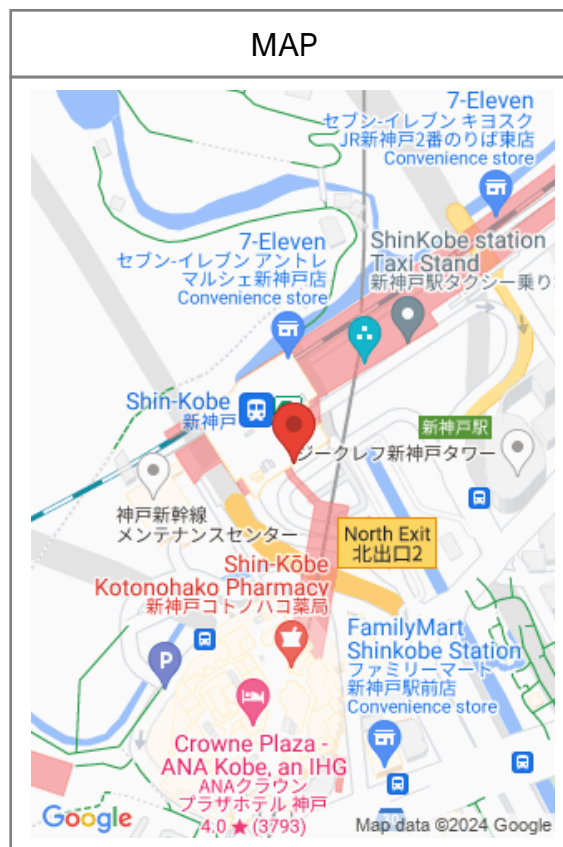 MAP
7-Eleven
セブン-イレブン キヨスク
JR新神戸2番のりば東店
Convenience store
7-Eleven
セブン-イレブン アントレ
マルシェ新神戸店
Convenience store
ShinKobe station
Taxi Stand
新神戸駅タクシー乗り
Shin-Kobe
新神戸
新神戸駅
ジークレフ新神戸タワー
神戸新幹線
メンテナンスセンター
North Exit
北出口2
Shin-Kōbe
Kotonohako Pharmacy
新神戸コトノハコ薬局
P
FamilyMart
Shinkobe Station
ファミリーマート
新神戸駅前店
Convenience store
Crowne Plaza -
ANA Kobe, an IHG
ANAクラウン
プラザホテル 神戸
4.0 ★ (3793)
Google
Map data ©2024 Google